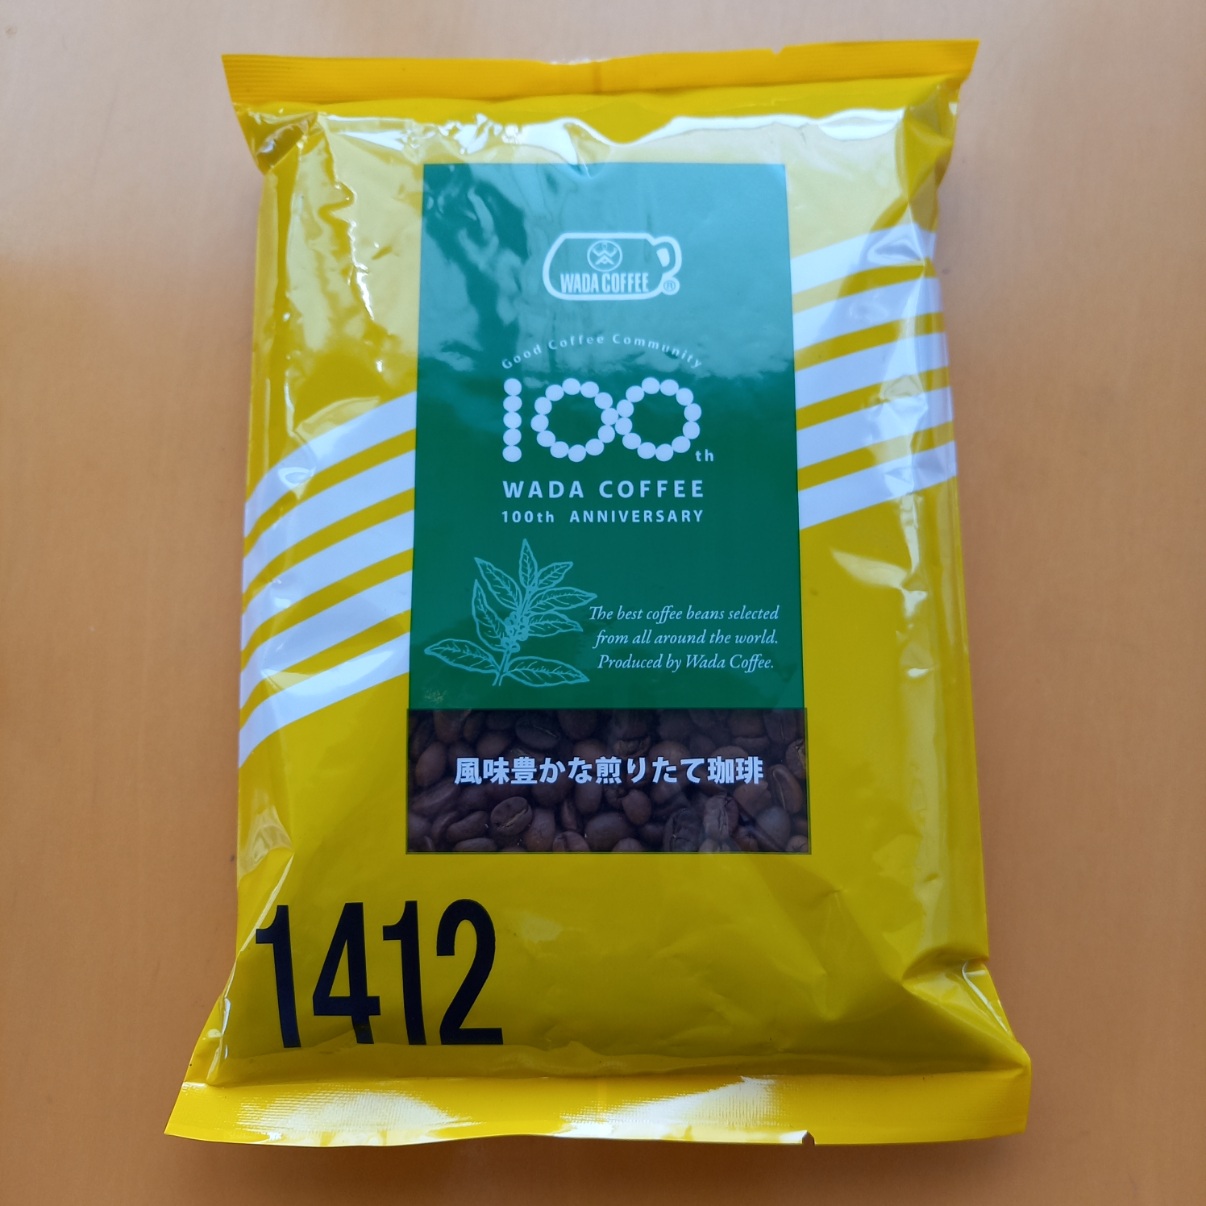 WADA COFFEE
®
Good Coffee Community
100th
WADA COFFEE
100th ANNIVERSARY
The best coffee beans selected
from all around the world.
Produced by Wada Coffee.
風味豊かな煎りたて珈琲
1412